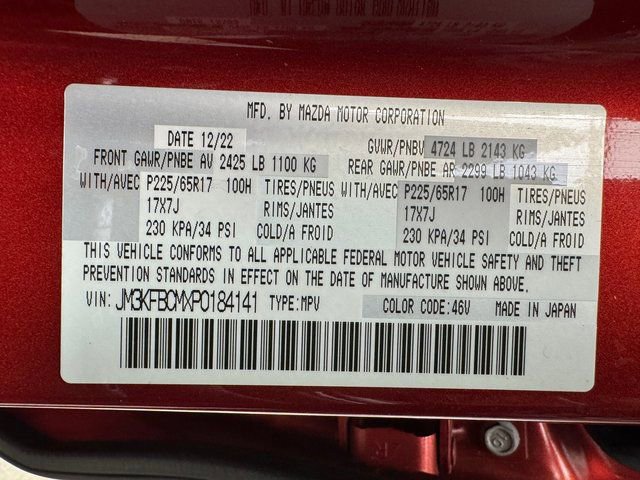 MFD. BY MAZDA MOTOR CORPORATION
DATE 12/22 GVWR/PNBV 4724 LB 2143 KG
FRONT GAWR/PNBE AV 2425 LB 1100 KG REAR GAWR/PNBE AR 2299 LB 1043 KG
WITH/AVEC P225/65R17 100H TIRES/PNEUS WITH/AVEC P225/65R17 100H TIRES/PNEUS
17X7J RIMS/JANTES 17X7J RIMS/JANTES
230 KPA/34 PSI COLD/A FROID 230 KPA/34 PSI COLD/A FROID
THIS VEHICLE CONFORMS TO ALL APPLICABLE FEDERAL MOTOR VEHICLE SAFETY AND THEFT
PREVENTION STANDARDS IN EFFECT ON THE DATE OF MANUFACTURE SHOWN ABOVE.
VIN: JM3KFBCMXP0184141 TYPE:MPV COLOR CODE:46V MADE IN JAPAN